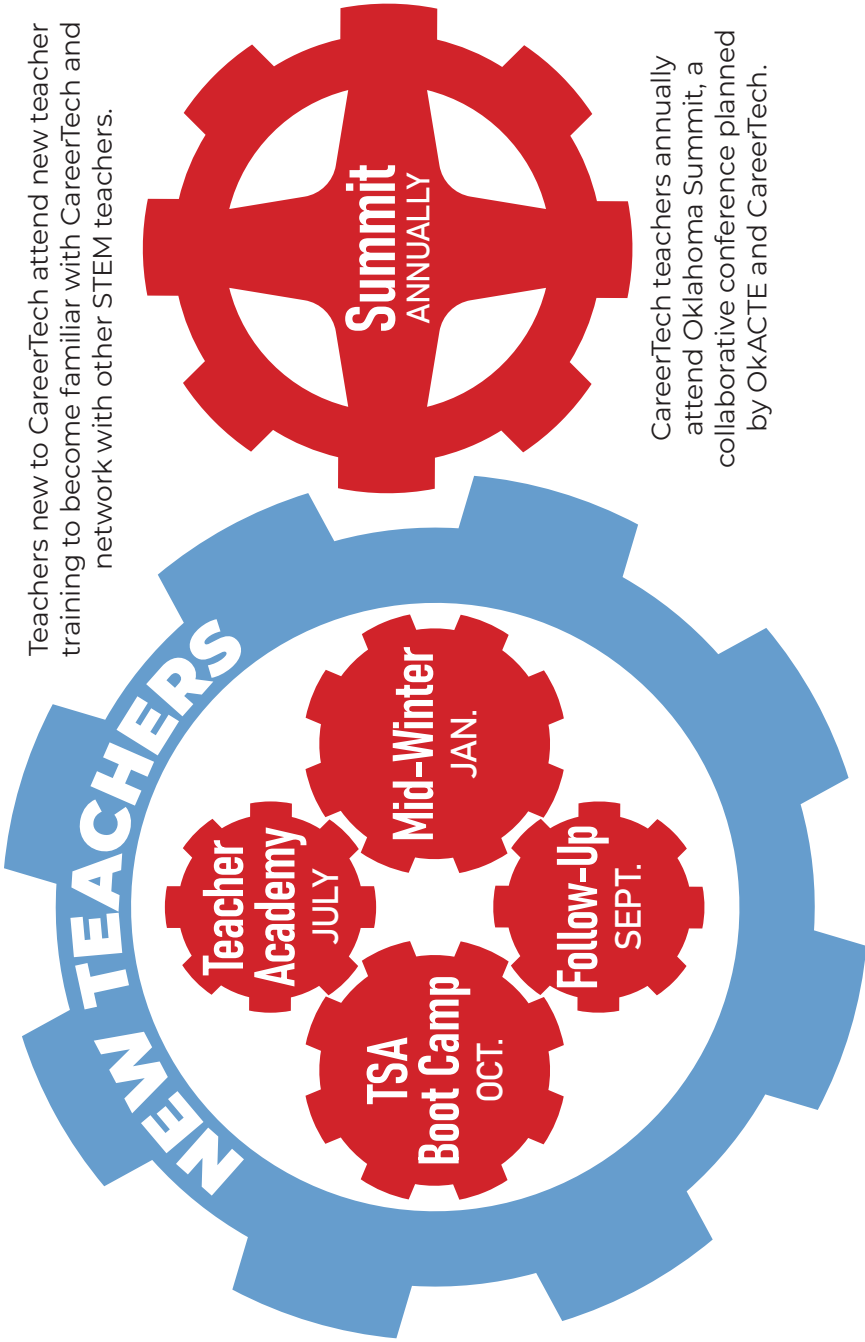 Teachers new to CareerTech attend new teacher
training to become familiar with CareerTech and
network with other STEM teachers.
NEW TEACHERS
Teacher
Academy
JULY
TSA
Boot Camp
OCT.
Mid-Winter
JAN.
Follow-Up
SEPT.
Summit
ANNUALLY
CareerTech teachers annually
attend Oklahoma Summit, a
collaborative conference planned
by OkACTE and CareerTech.